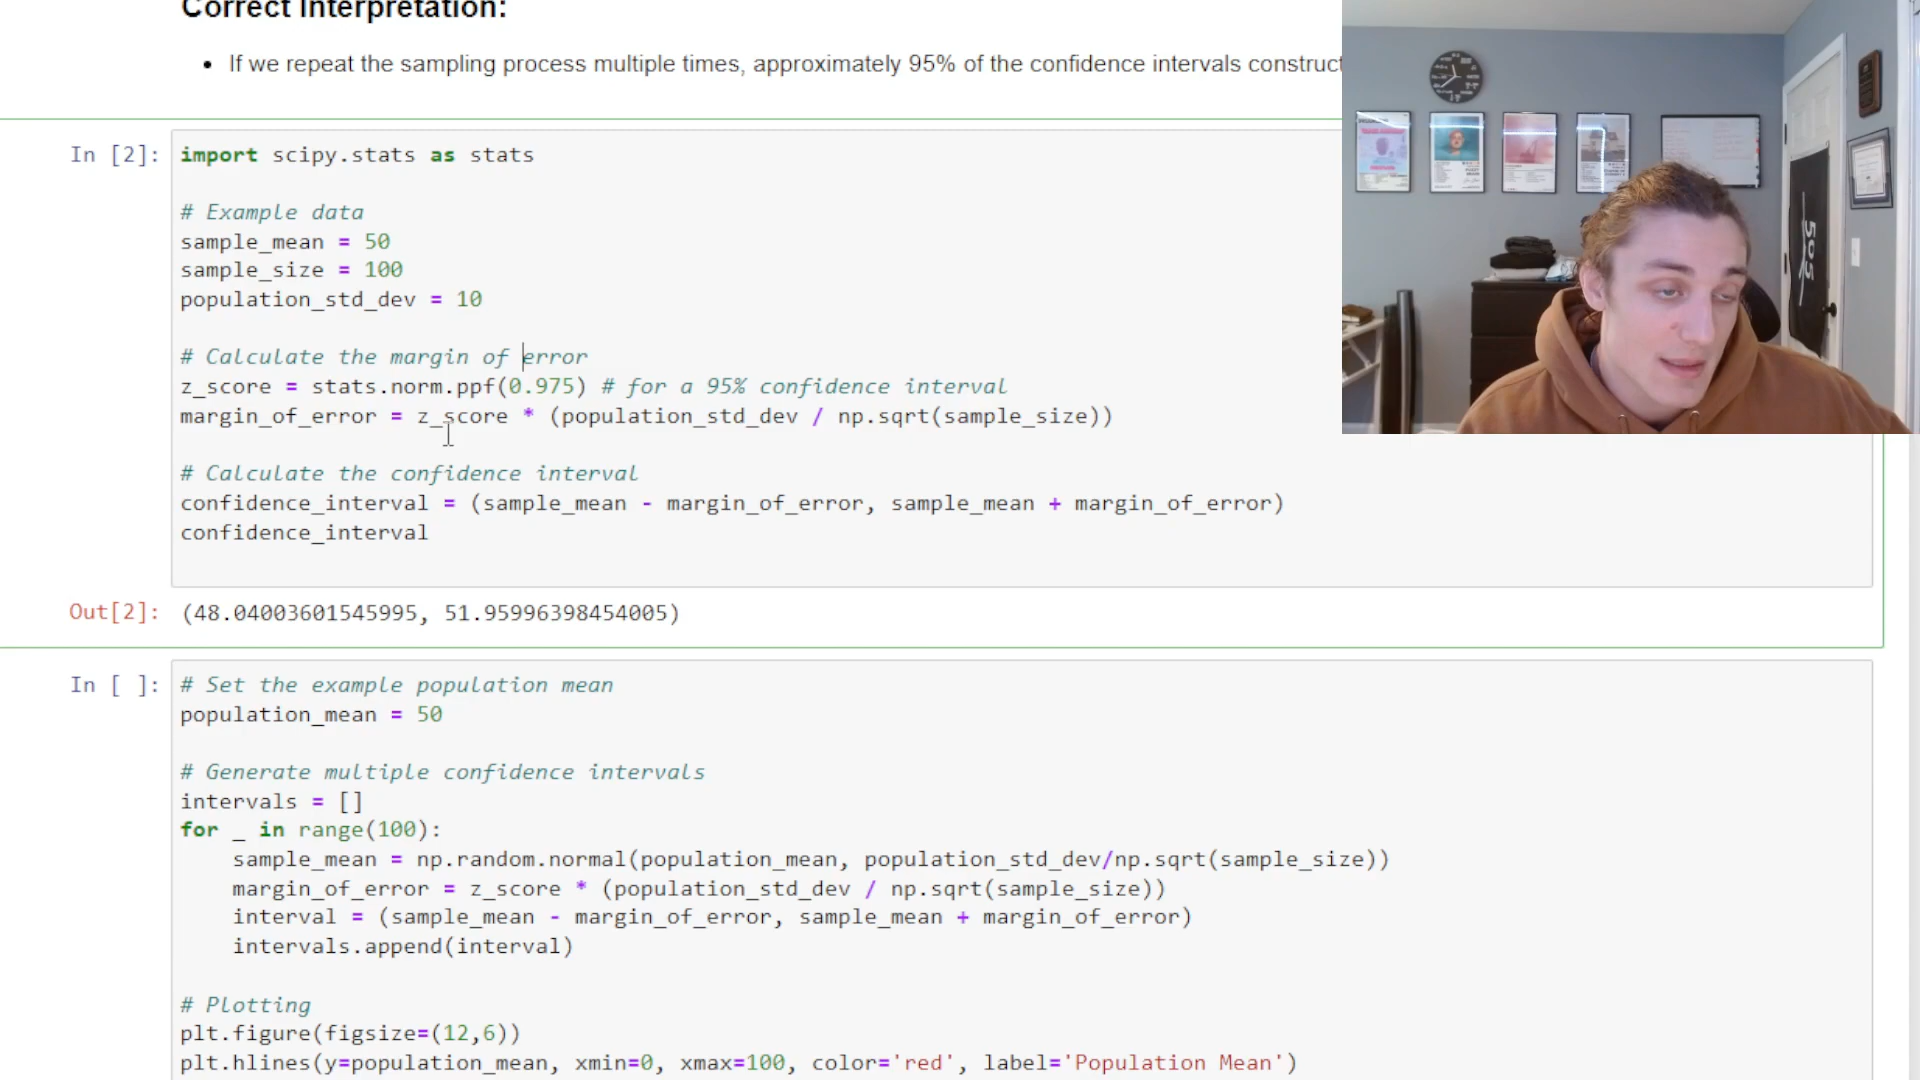 Correct Interpretation:
• If we repeat the sampling process multiple times, approximately 95% of the confidence intervals
In [2]:
import scipy.stats as stats
# Example data
sample_mean = 50
sample_size = 100
population_std_dev = 10
# Calculate the margin of error
z_score = stats.norm.ppf(0.975) # for a 95% confidence interval
margin_of_error = z_score * (population_std_dev / np.sqrt(sample_size))
# Calculate the confidence interval
confidence_interval = (sample_mean - margin_of_error, sample_mean + margin_of_error)
confidence_interval
Out[2]: (48.04003601545995, 51.95996398454005)
In [ ]:
# Set the example population mean
population_mean = 50
# Generate multiple confidence intervals
intervals = []
for _ in range(100):
    sample_mean = np.random.normal(population_mean, population_std_dev/np.sqrt(sample_size))
    margin_of_error = z_score * (population_std_dev / np.sqrt(sample_size))
    interval = (sample_mean - margin_of_error, sample_mean + margin_of_error)
    intervals.append(interval)
# Plotting
plt.figure(figsize=(12,6))
plt.hlines(y=population_mean, xmin=0, xmax=100, color='red', label='Population Mean')
505